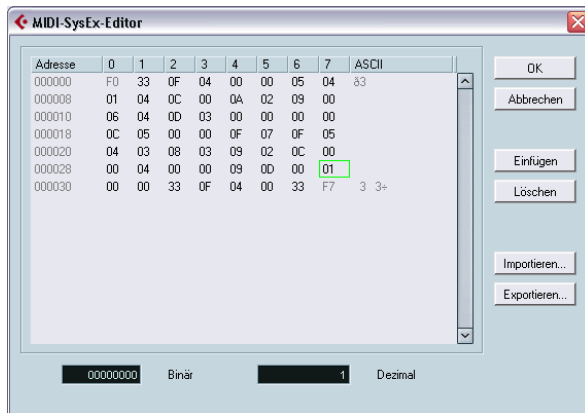 MIDI-SysEx-Editor
Adresse 0 1 2 3 4 5 6 7 ASCII
000000 F0 33 0F 04 00 00 05 04 ð3
000008 01 04 0C 00 0A 02 09 00
000010 06 04 0D 03 00 00 00 00
000018 0C 05 00 00 0F 07 0F 05
000020 04 03 08 03 09 02 0C 00
000028 00 04 00 00 09 0D 00 01
000030 00 00 33 0F 04 00 33 F7 3 3÷
OK
Abbrechen
Einfügen
Löschen
Importieren...
Exportieren...
00000000 Binär 1 Dezimal